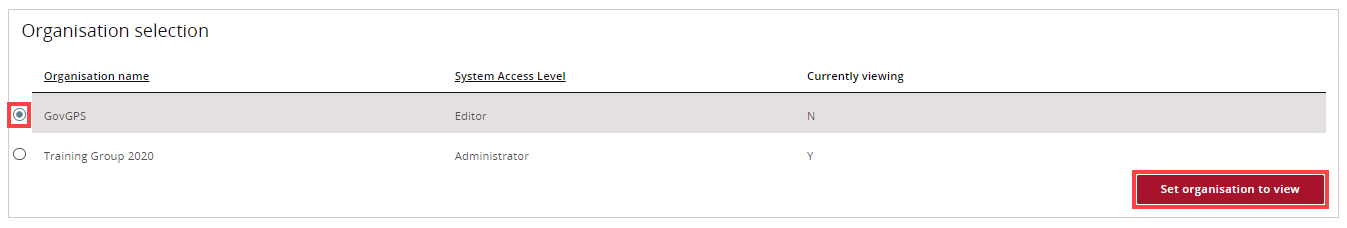 Organisation selection
Organisation name System Access Level Currently viewing
GovGPS Editor N
Training Group 2020 Administrator Y
Set organisation to view